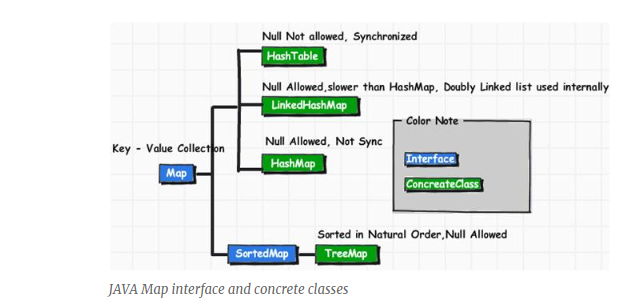 Null Not allowed, Synchronized
HashTable
Null Allowed,slower than HashMap, Doubly Linked list used internally
LinkedHashMap
Color Note
Null Allowed, Not Sync
Key - Value Collection
Interface
HashMap
Map
ConcreateClass
Sorted in Natural Order,Null Allowed
SortedMap
TreeMap
JAVA Map interface and concrete classes